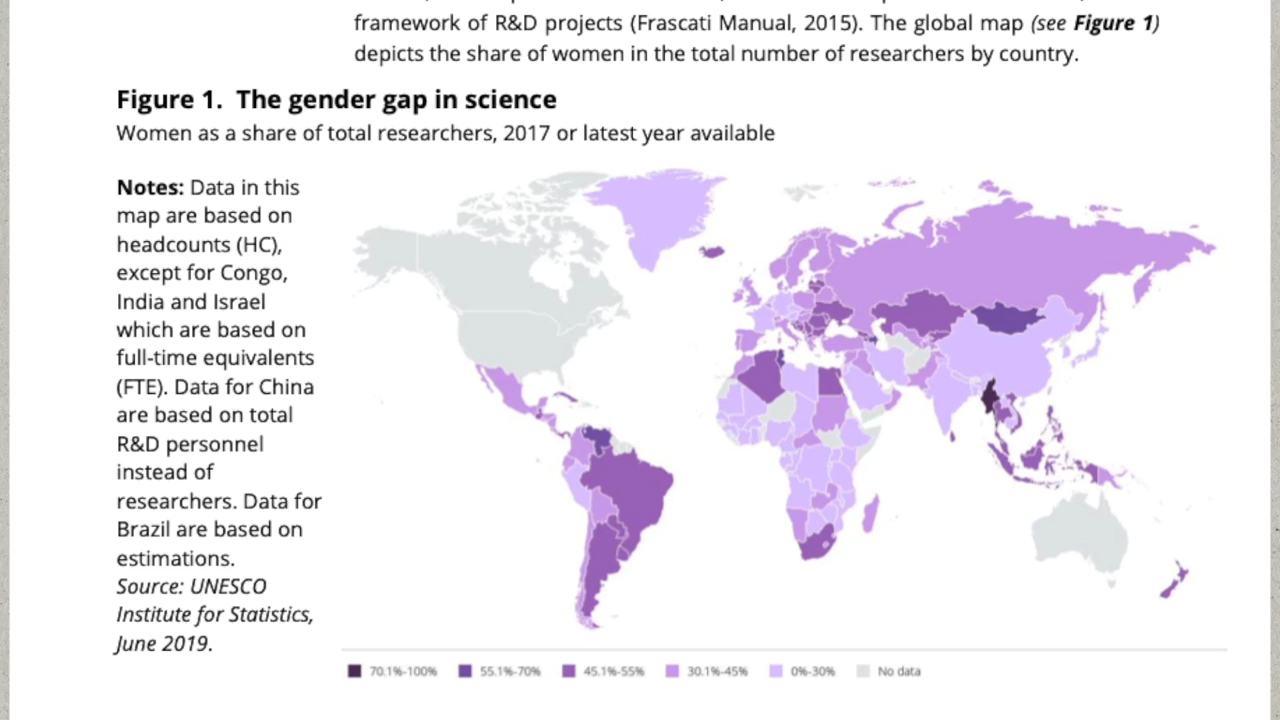 framework of R&D projects (Frascati Manual, 2015). The global map (see Figure 1)
depicts the share of women in the total number of researchers by country.
Figure 1. The gender gap in science
Women as a share of total researchers, 2017 or latest year available
Notes: Data in this
map are based on
headcounts (HC),
except for Congo,
India and Israel
which are based on
full-time equivalents
(FTE). Data for China
are based on total
R&D personnel
instead of
researchers. Data for
Brazil are based on
estimations.
Source: UNESCO
Institute for Statistics,
June 2019.
70.1%-100% 55.1%-70% 45.1%-55% 30.1%-45% 0%-30% No data